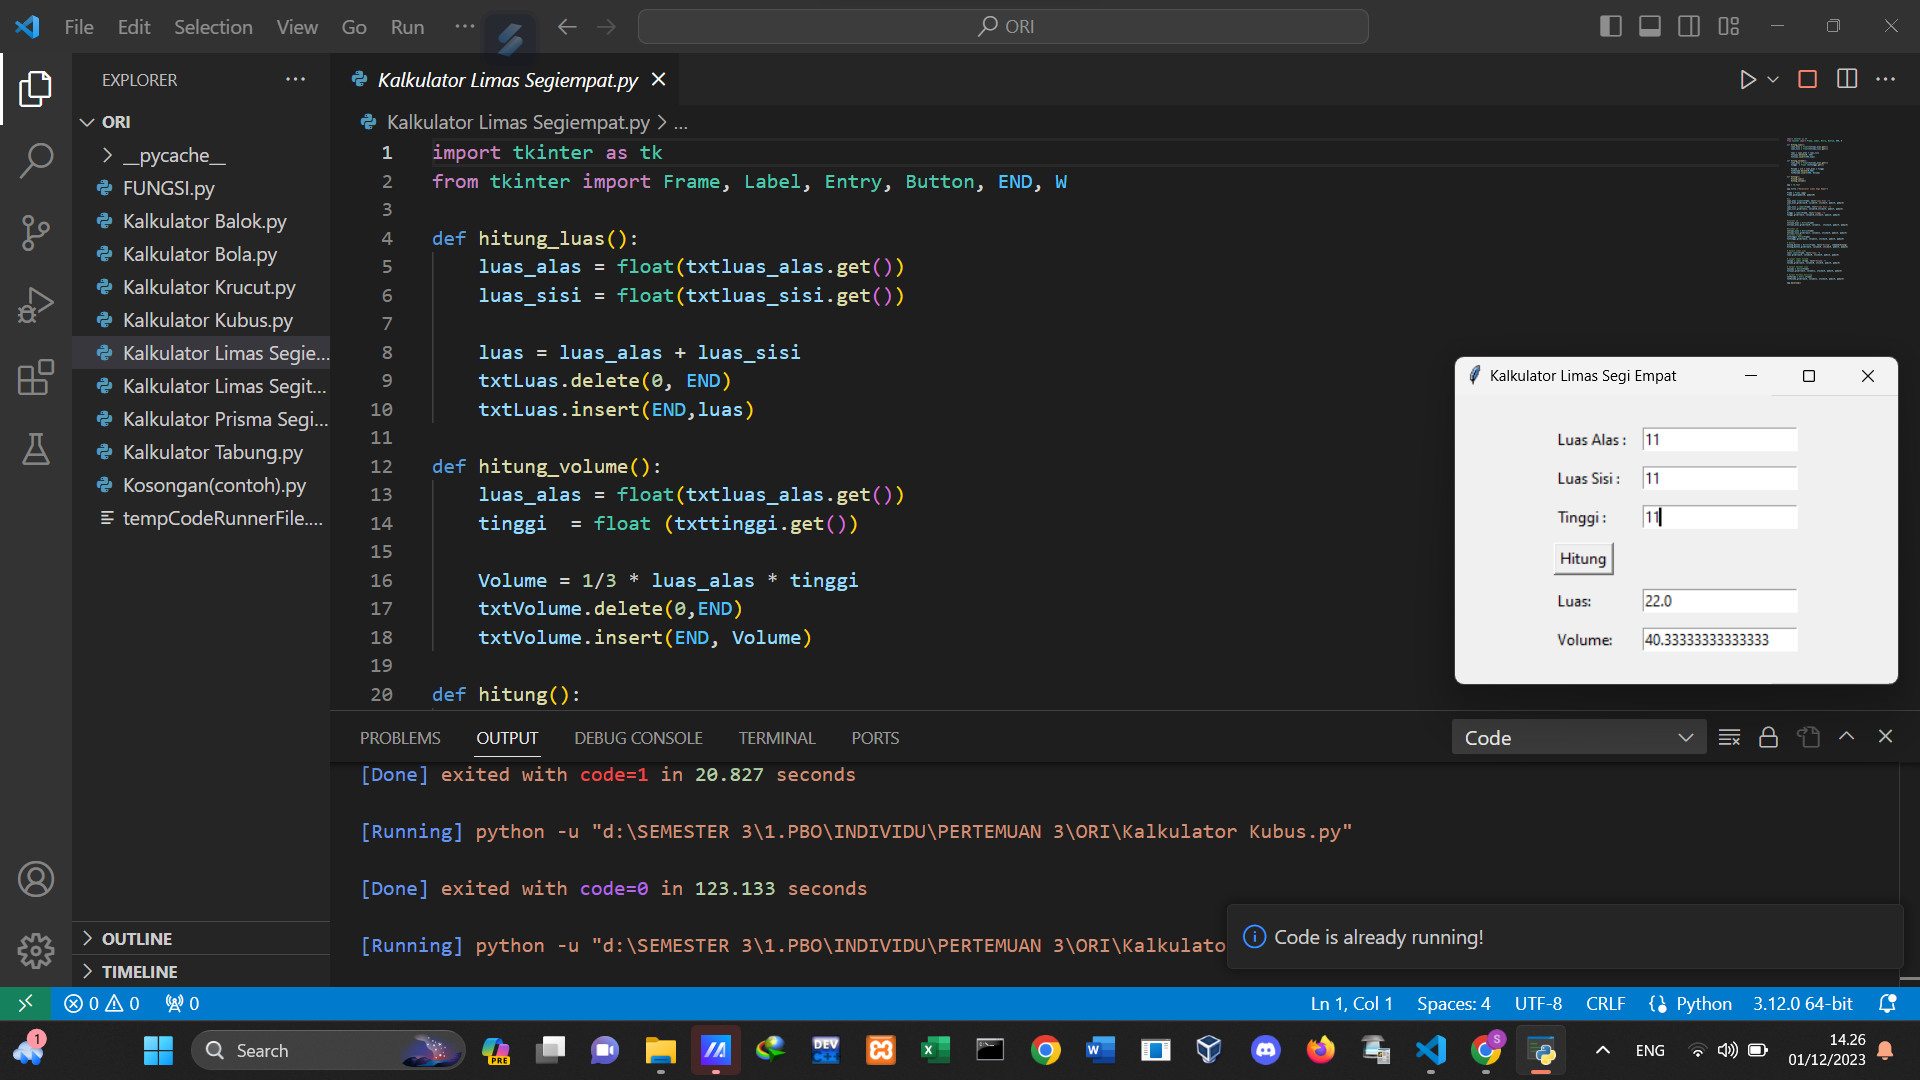 File Edit Selection View Go Run ··· ORI
EXPLORER ···
ORI
__pycache__
FUNGSI.py
Kalkulator Balok.py
Kalkulator Bola.py
Kalkulator Krucut.py
Kalkulator Kubus.py
Kalkulator Limas Segie...
Kalkulator Limas Segit...
Kalkulator Prisma Segi...
Kalkulator Tabung.py
Kosongan(contoh).py
tempCodeRunnerFile....
OUTLINE
TIMELINE
Kalkulator Limas Segiempat.py
Kalkulator Limas Segiempat.py > ...
1 import tkinter as tk
2 from tkinter import Frame, Label, Entry, Button, END, W
3
4 def hitung_luas():
5 luas_alas = float(txtluas_alas.get())
6 luas_sisi = float(txtluas_sisi.get())
7
8 luas = luas_alas + luas_sisi
9 txtLuas.delete(0, END)
10 txtLuas.insert(END,luas)
11
12 def hitung_volume():
13 luas_alas = float(txtluas_alas.get())
14 tinggi  = float (txttinggi.get())
15
16 Volume = 1/3 * luas_alas * tinggi
17 txtVolume.delete(0,END)
18 txtVolume.insert(END, Volume)
19
20 def hitung():
Kalkulator Limas Segi Empat
Luas Alas : 11
Luas Sisi : 11
Tinggi : 11
Hitung
Luas: 22.0
Volume: 40.33333333333333
PROBLEMS OUTPUT DEBUG CONSOLE TERMINAL PORTS Code
[Done] exited with code=1 in 20.827 seconds
[Running] python -u "d:\SEMESTER 3\1.PBO\INDIVIDU\PERTEMUAN 3\ORI\Kalkulator Kubus.py"
[Done] exited with code=0 in 123.133 seconds
[Running] python -u "d:\SEMESTER 3\1.PBO\INDIVIDU\PERTEMUAN 3\ORI\Kalkulato
Code is already running!
0 0 0 Ln 1, Col 1 Spaces: 4 UTF-8 CRLF Python 3.12.0 64-bit
1 Search PRE DEV C++ S ENG 14.26
01/12/2023